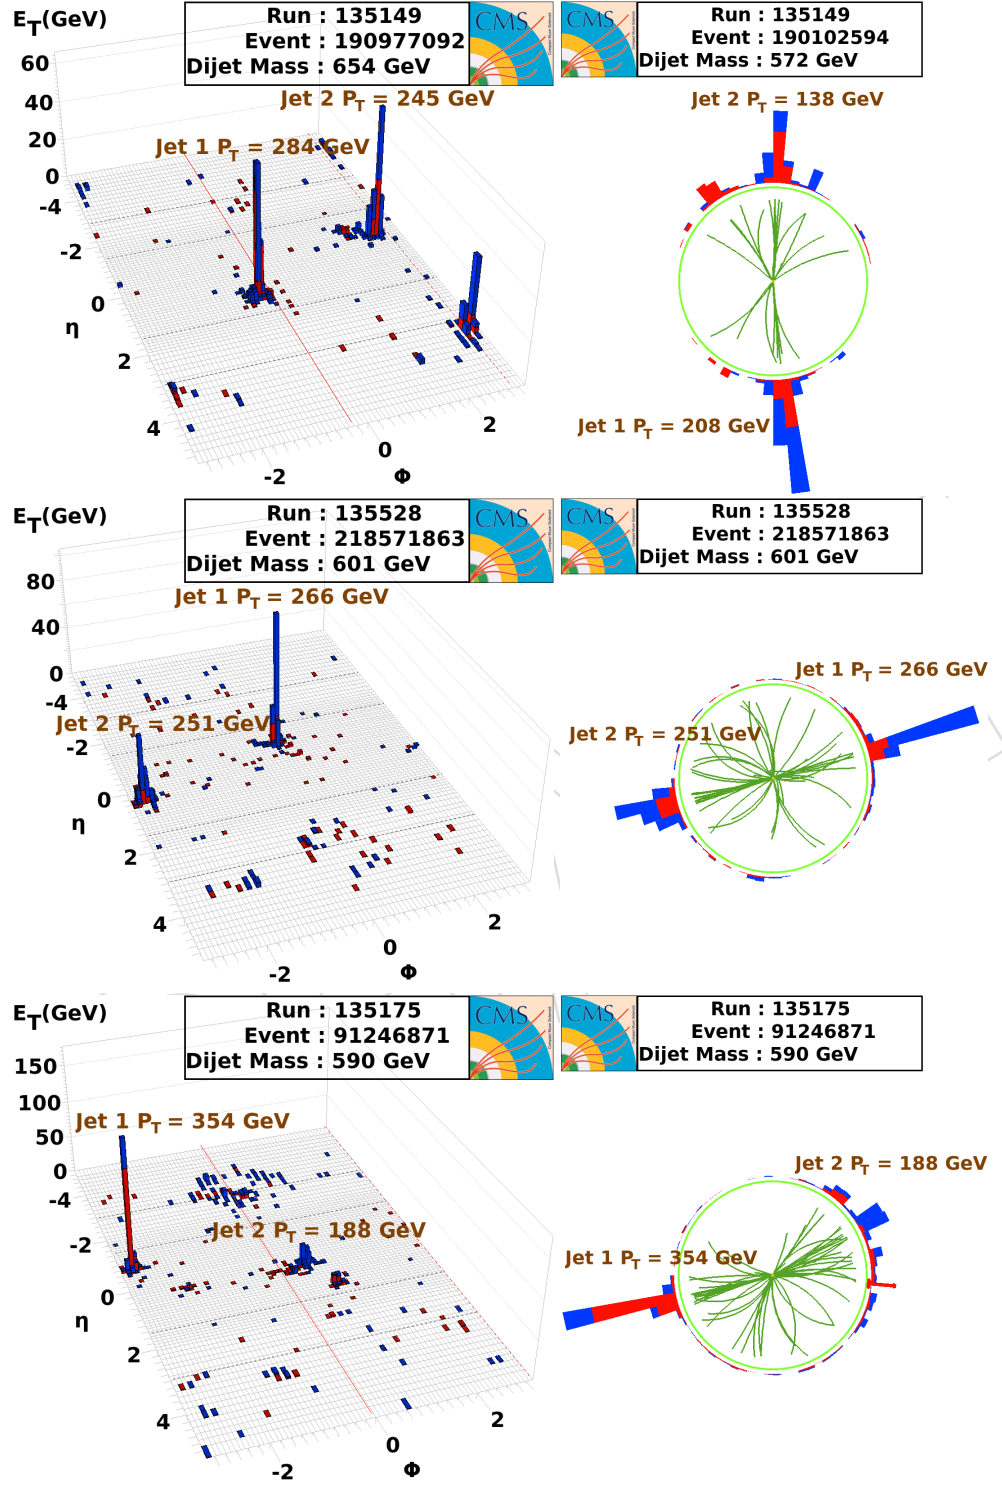 E_T(GeV)
Run : 135149
Event : 190977092
Dijet Mass : 654 GeV
CMS
Jet 2 P_T = 245 GeV
Jet 1 P_T = 284 GeV
60
40
20
0
-4
-2
0
η
2
4
-2
0
2
Φ
CMS
Run : 135149
Event : 190102594
Dijet Mass : 572 GeV
Jet 2 P_T = 138 GeV
Jet 1 P_T = 208 GeV
E_T(GeV)
Run : 135528
Event : 218571863
Dijet Mass : 601 GeV
CMS
Jet 1 P_T = 266 GeV
Jet 2 P_T = 251 GeV
80
40
0
-4
-2
0
η
2
4
-2
0
2
Φ
CMS
Run : 135528
Event : 218571863
Dijet Mass : 601 GeV
Jet 1 P_T = 266 GeV
Jet 2 P_T = 251 GeV
E_T(GeV)
Run : 135175
Event : 91246871
Dijet Mass : 590 GeV
CMS
Jet 1 P_T = 354 GeV
Jet 2 P_T = 188 GeV
150
100
50
0
-4
-2
0
η
2
4
-2
0
2
Φ
CMS
Run : 135175
Event : 91246871
Dijet Mass : 590 GeV
Jet 2 P_T = 188 GeV
Jet 1 P_T = 354 GeV